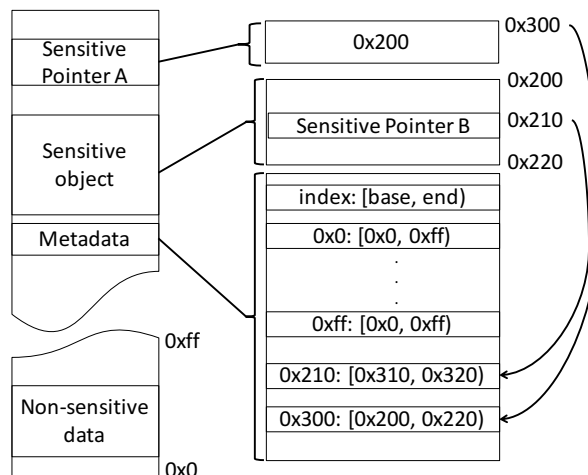 Sensitive
Pointer A
Sensitive
object
Metadata
0xff
Non-sensitive
data
0x0
0x200
0x300
0x200
Sensitive Pointer B
0x210
0x220
index: [base, end)
0x0: [0x0, 0xff)
.
.
.
0xff: [0x0, 0xff)
0x210: [0x310, 0x320)
0x300: [0x200, 0x220)